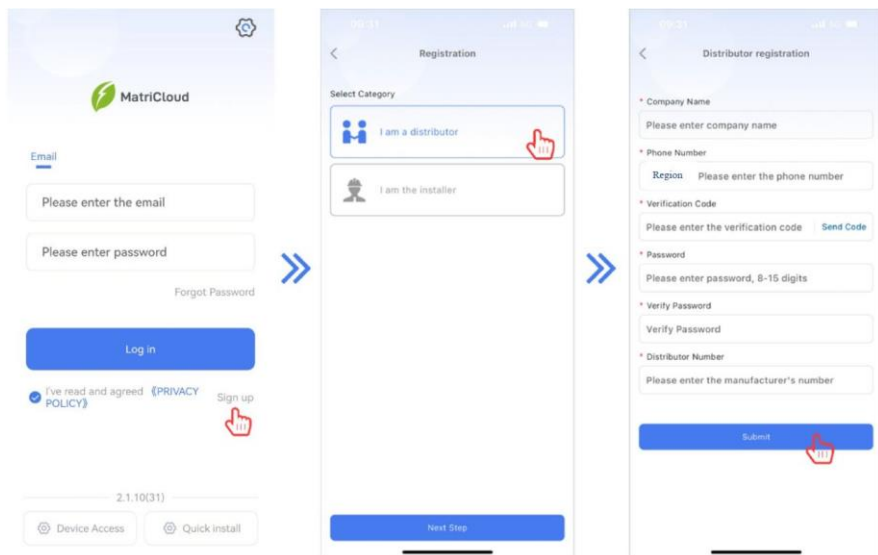 MatriCloud
Email
Please enter the email
Please enter password
Forgot Password
Log in
I've read and agreed 《PRIVACY
POLICY》
Sign up
2.1.10(31)
Device Access
Quick install
09:31
Registration
Select Category
I am a distributor
I am the installer
Next Step
09:31
Distributor registration
* Company Name
Please enter company name
* Phone Number
Region Please enter the phone number
* Verification Code
Please enter the verification code Send Code
* Password
Please enter password, 8-15 digits
* Verify Password
Verify Password
* Distributor Number
Please enter the manufacturer's number
Submit